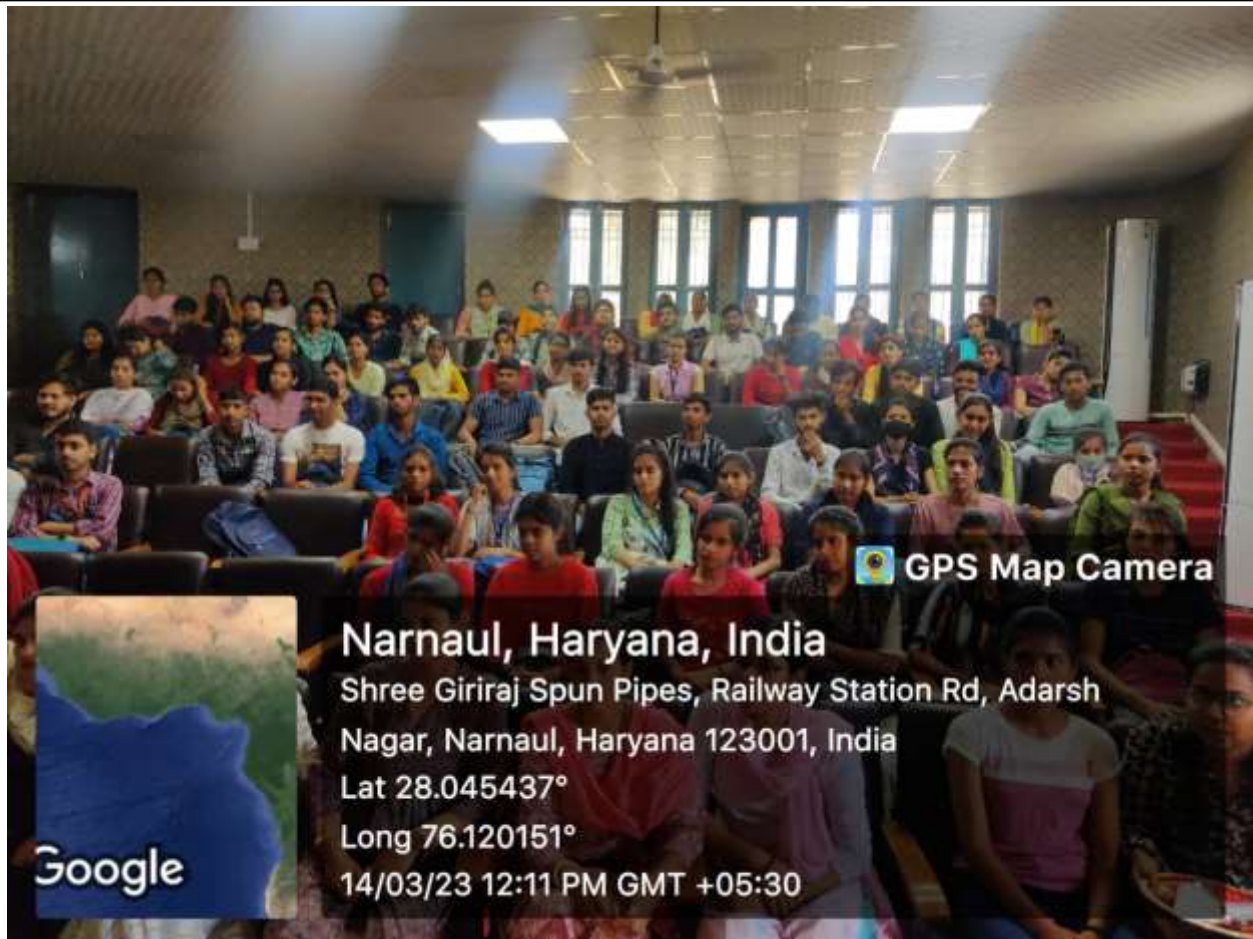 GPS Map Camera
Narnaul, Haryana, India
Shree Giriraj Spun Pipes, Railway Station Rd, Adarsh
Nagar, Narnaul, Haryana 123001, India
Lat 28.045437°
Long 76.120151°
14/03/23 12:11 PM GMT +05:30
Google